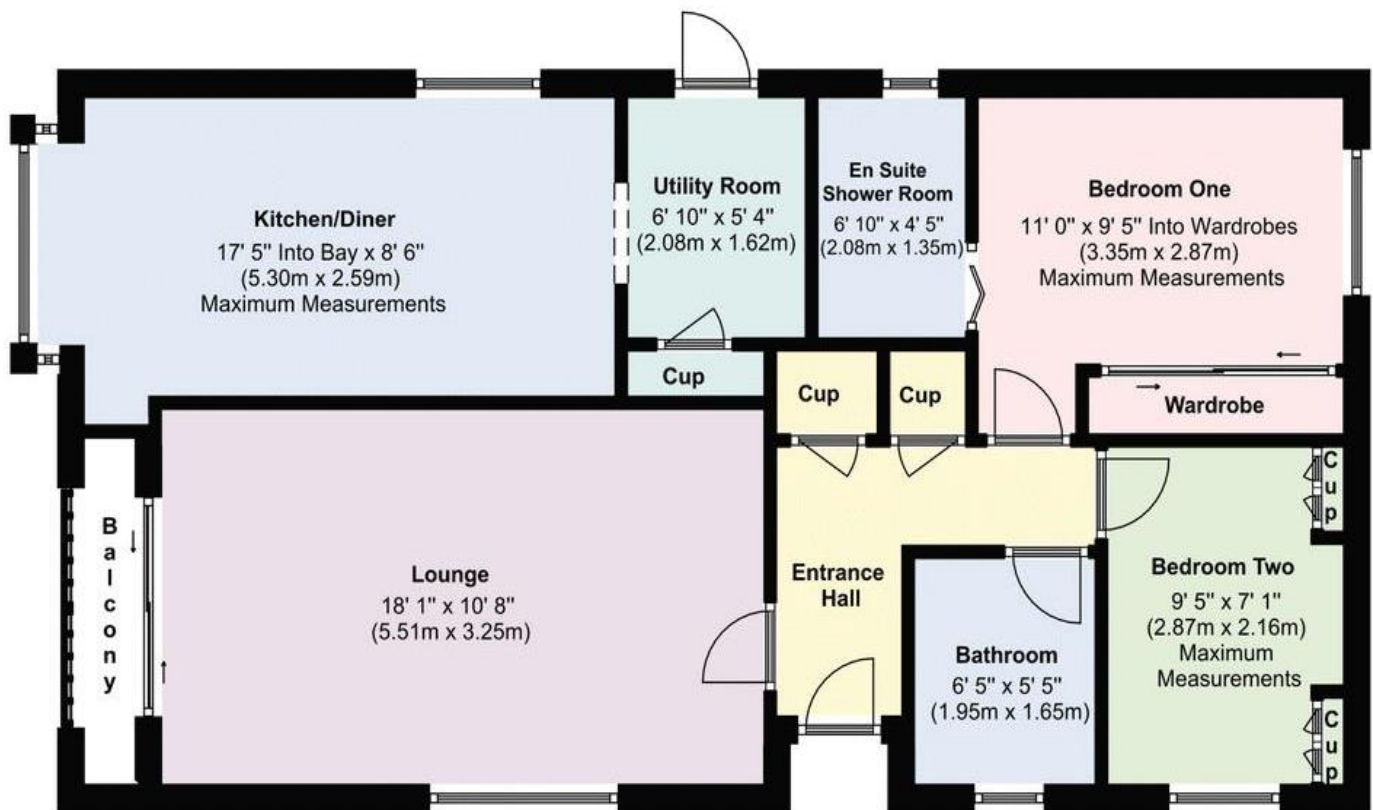 Kitchen/Diner
17' 5" Into Bay x 8' 6"
(5.30m x 2.59m)
Maximum Measurements
Utility Room
6' 10" x 5' 4"
(2.08m x 1.62m)
Cup
En Suite
Shower Room
6' 10" x 4' 5"
(2.08m x 1.35m)
Bedroom One
11' 0" x 9' 5" Into Wardrobes
(3.35m x 2.87m)
Maximum Measurements
Wardrobe
Cup
Cup
Balcony
Lounge
18' 1" x 10' 8"
(5.51m x 3.25m)
Entrance
Hall
Bathroom
6' 5" x 5' 5"
(1.95m x 1.65m)
Cup
Bedroom Two
9' 5" x 7' 1"
(2.87m x 2.16m)
Maximum
Measurements
Cup